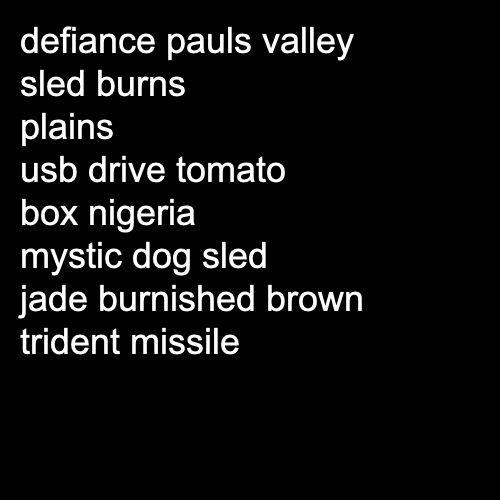 defiance pauls valley
sled burns
plains
usb drive tomato
box nigeria
mystic dog sled
jade burnished brown
trident missile